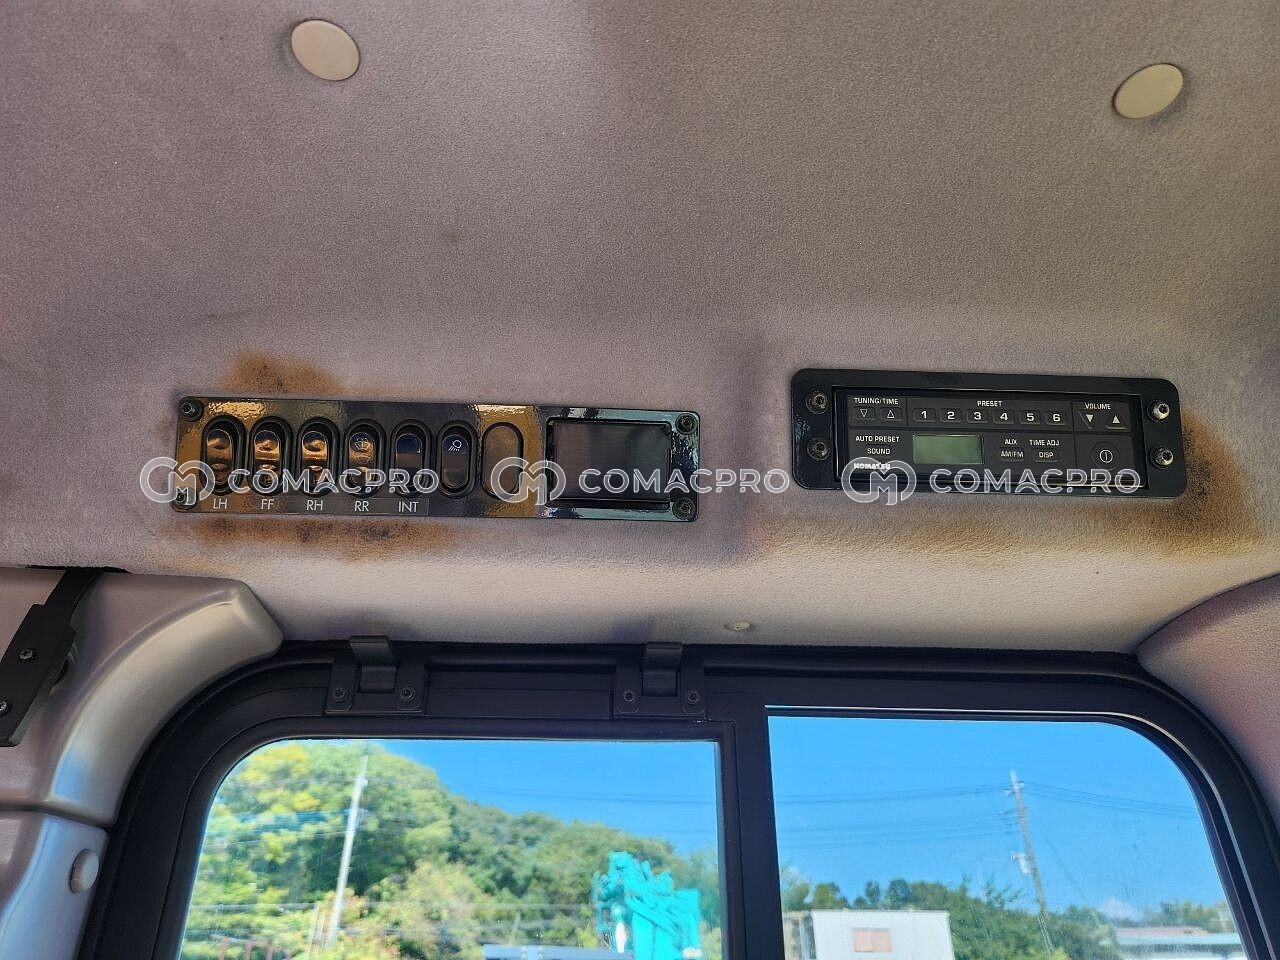 TUNING/TIME
PRESET
VOLUME
1 2 3 4 5 6
AUTO PRESET
SOUND
AUX TIME ADJ
AM/FM DISP
KOMATSU
COMACPRO COMACPRO COMACPRO
LH FF RH RR INT